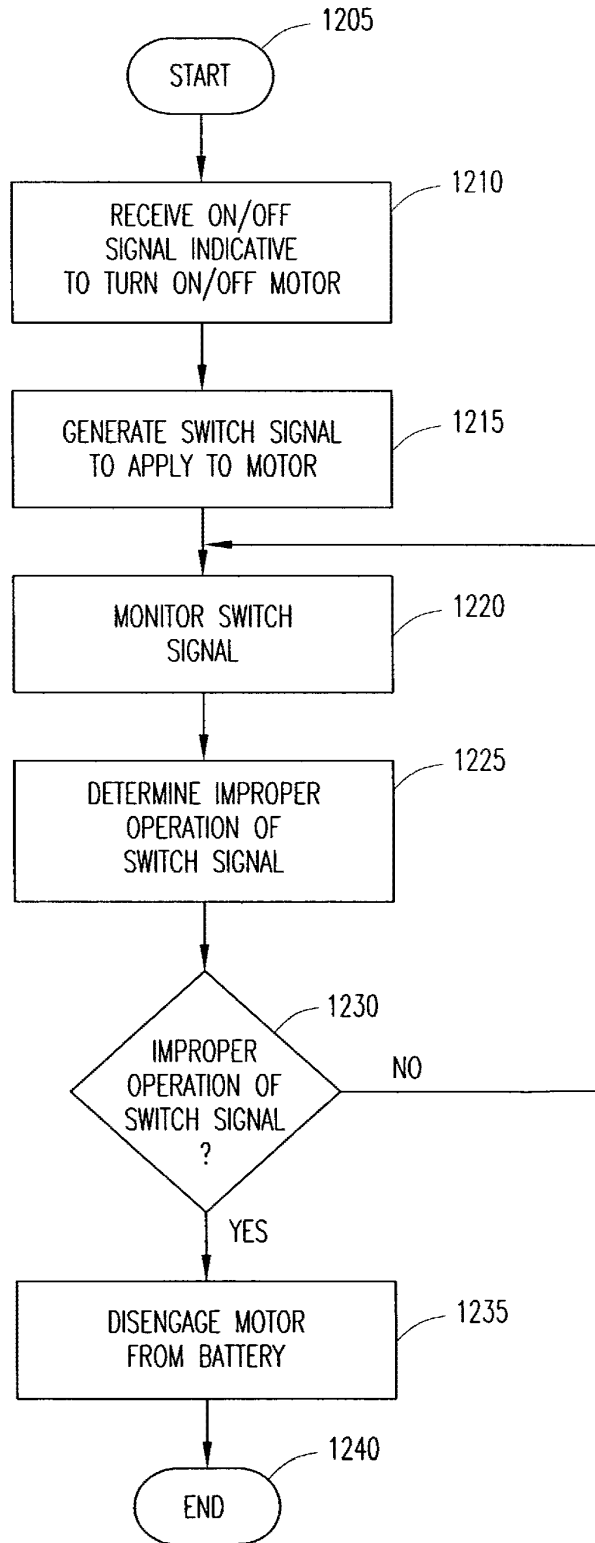 1205
START
1210
RECEIVE ON/OFF
SIGNAL INDICATIVE
TO TURN ON/OFF MOTOR
1215
GENERATE SWITCH SIGNAL
TO APPLY TO MOTOR
1220
MONITOR SWITCH
SIGNAL
1225
DETERMINE IMPROPER
OPERATION OF
SWITCH SIGNAL
1230
IMPROPER
OPERATION OF
SWITCH SIGNAL
?
NO
YES
1235
DISENGAGE MOTOR
FROM BATTERY
1240
END